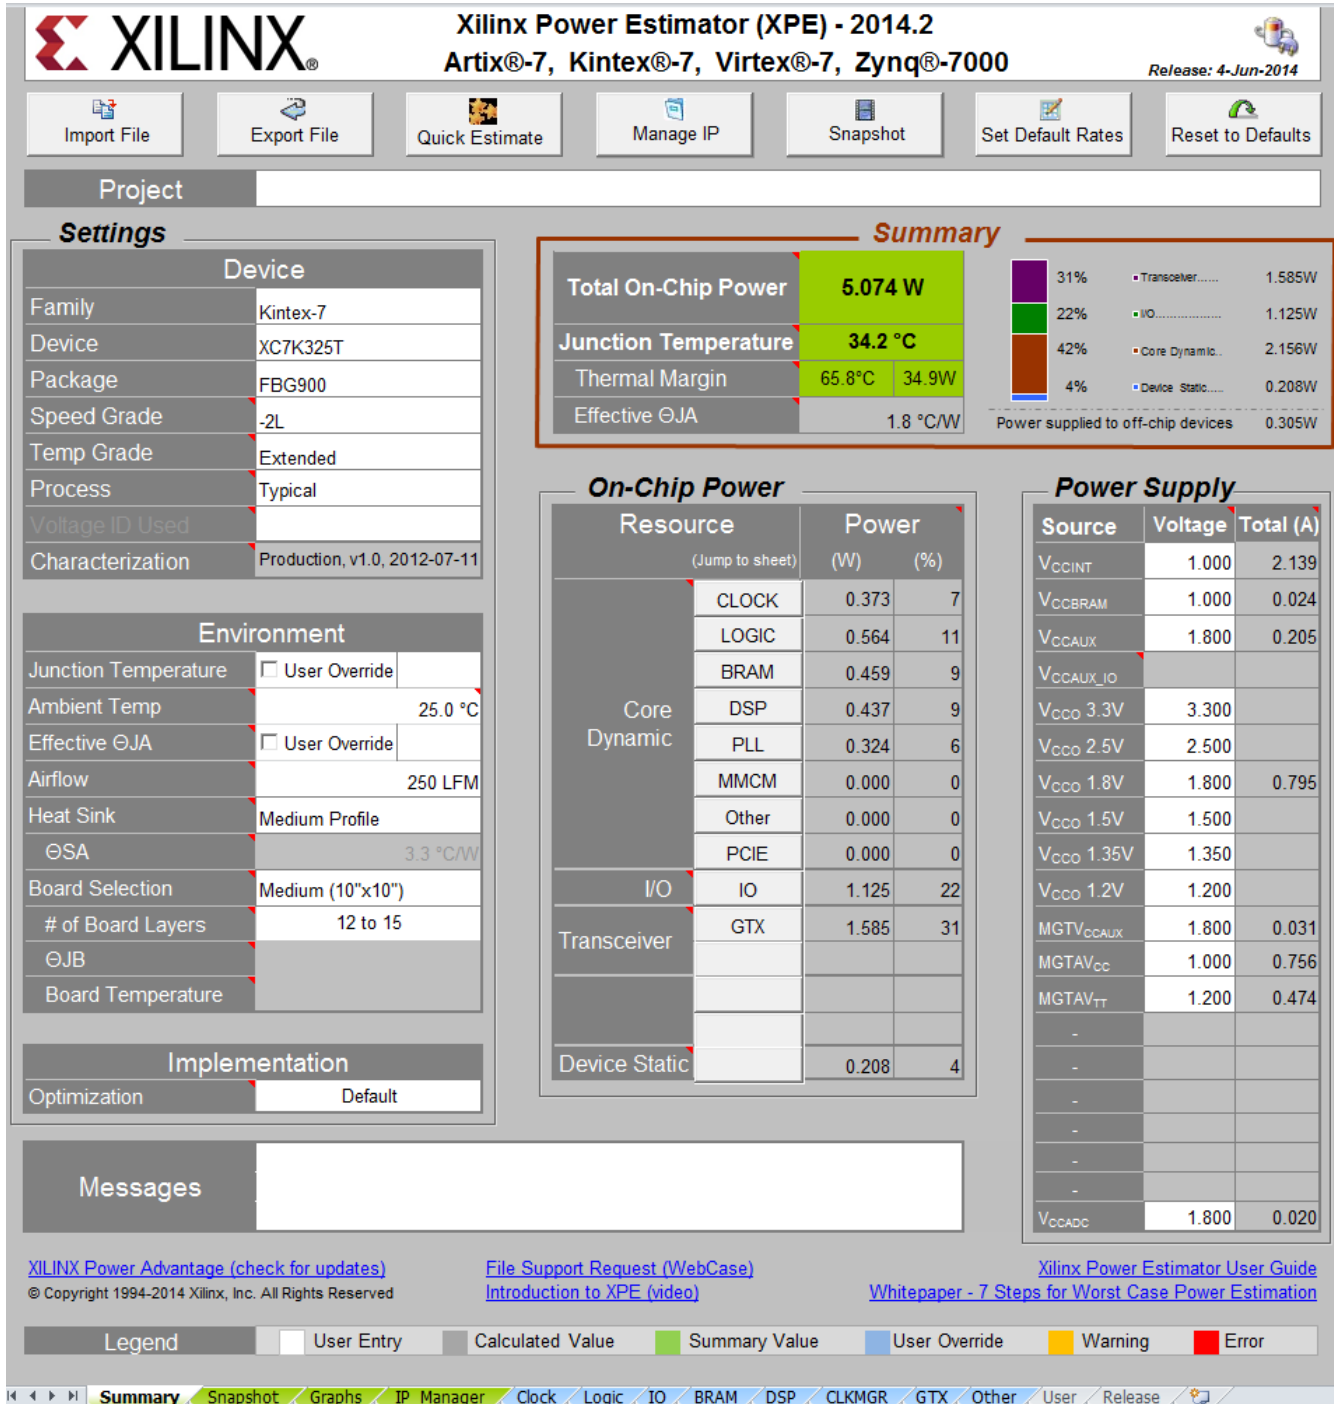 XILINX®
Xilinx Power Estimator (XPE) - 2014.2
Artix®-7, Kintex®-7, Virtex®-7, Zynq®-7000
Release: 4-Jun-2014
Import File
Export File
Quick Estimate
Manage IP
Snapshot
Set Default Rates
Reset to Defaults
Project
Settings
Device
Family Kintex-7
Device XC7K325T
Package FBG900
Speed Grade -2L
Temp Grade Extended
Process Typical
Voltage ID Used
Characterization Production, v1.0, 2012-07-11
Environment
Junction Temperature User Override
Ambient Temp 25.0 °C
Effective ΘJA User Override
Airflow 250 LFM
Heat Sink Medium Profile
ΘSA 3.3 °C/W
Board Selection Medium (10"x10")
# of Board Layers 12 to 15
ΘJB
Board Temperature
Implementation
Optimization Default
Summary
Total On-Chip Power 5.074 W
Junction Temperature 34.2 °C
Thermal Margin 65.8°C 34.9W
Effective ΘJA 1.8 °C/W
31% Transceiver...... 1.585W
22% I/O.................. 1.125W
42% Core Dynamic.. 2.156W
4% Device Static..... 0.208W
Power supplied to off-chip devices 0.305W
On-Chip Power
Resource Power
(Jump to sheet) (W) (%)
Core Dynamic
CLOCK 0.373 7
LOGIC 0.564 11
BRAM 0.459 9
DSP 0.437 9
PLL 0.324 6
MMCM 0.000 0
Other 0.000 0
PCIE 0.000 0
I/O IO 1.125 22
Transceiver GTX 1.585 31
Device Static 0.208 4
Power Supply
Source Voltage Total (A)
VCCINT 1.000 2.139
VCCBRAM 1.000 0.024
VCCAUX 1.800 0.205
VCCAUX_IO
VCCO 3.3V 3.300
VCCO 2.5V 2.500
VCCO 1.8V 1.800 0.795
VCCO 1.5V 1.500
VCCO 1.35V 1.350
VCCO 1.2V 1.200
MGTVCCAUX 1.800 0.031
MGTAVCC 1.000 0.756
MGTAVTT 1.200 0.474
-
-
-
-
-
-
VCCADC 1.800 0.020
Messages
XILINX Power Advantage (check for updates)
© Copyright 1994-2014 Xilinx, Inc. All Rights Reserved
File Support Request (WebCase)
Introduction to XPE (video)
Xilinx Power Estimator User Guide
Whitepaper - 7 Steps for Worst Case Power Estimation
Legend User Entry Calculated Value Summary Value User Override Warning Error
Summary Snapshot Graphs IP Manager Clock Logic IO BRAM DSP CLKMGR GTX Other User Release